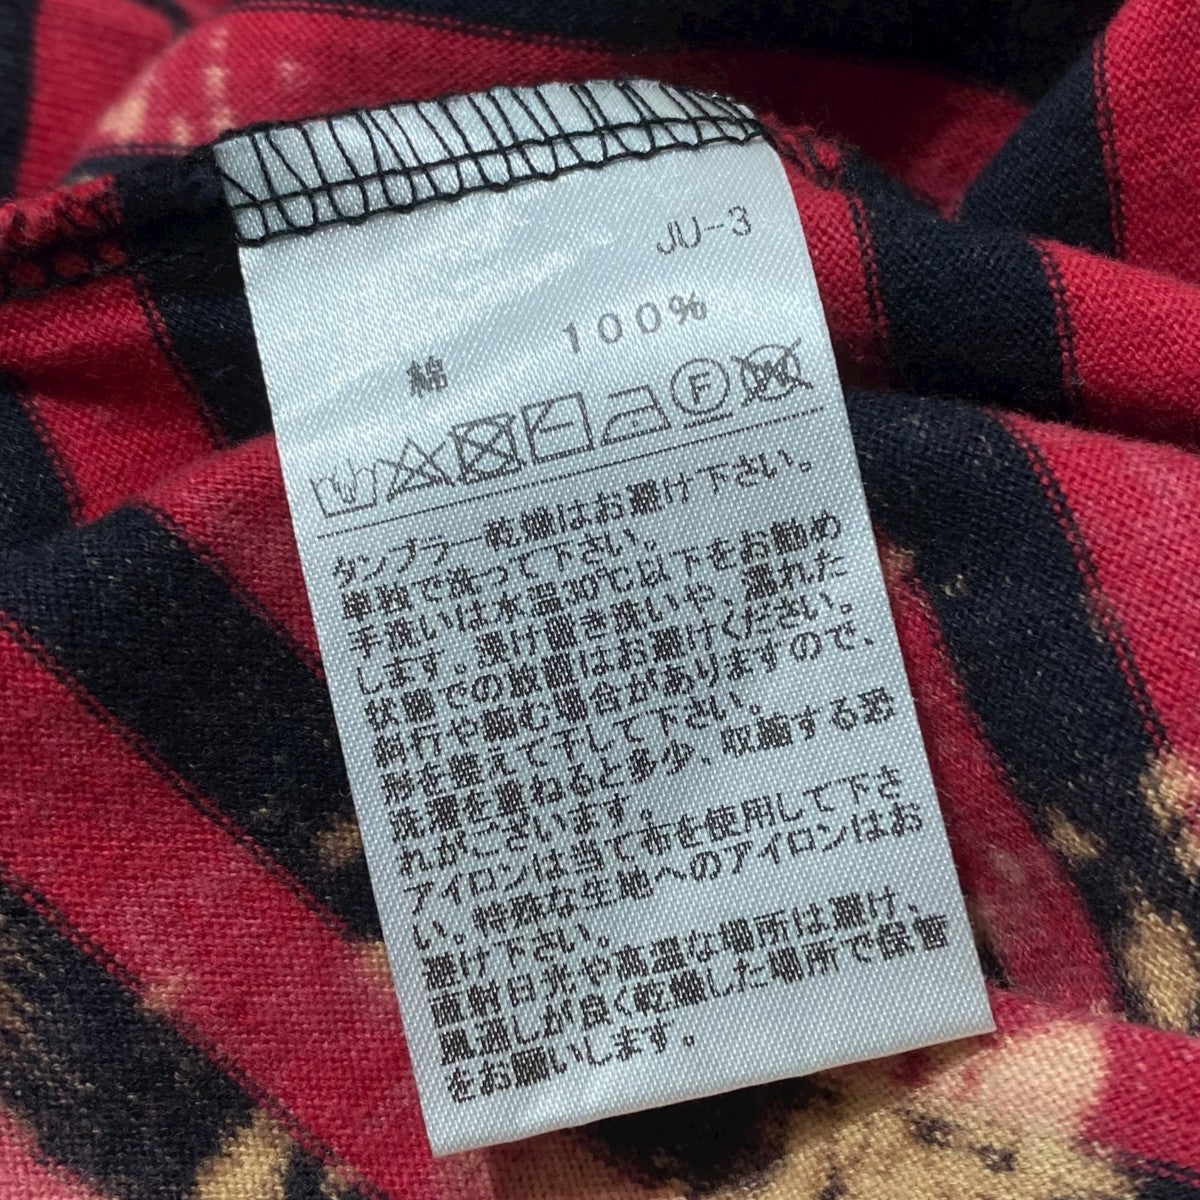 JU-3
綿 100%
F
W
タンブラー乾燥はお避け下さい。
単独で洗って下さい。
手洗いは水温30℃以下をお勧め
します。漬け置き洗いや、濡れた
状態での放置はお避けください。
斜行や縮む場合がありますので、
形を整えて干して下さい。
洗濯を重ねると多少、収縮する恐
れがございます。
アイロンは当て布を使用して下さ
い。特殊な生地へのアイロンはお
避け下さい。
直射日光や高温な場所は避け、
風通しが良く乾燥した場所で保管
をお願いします。